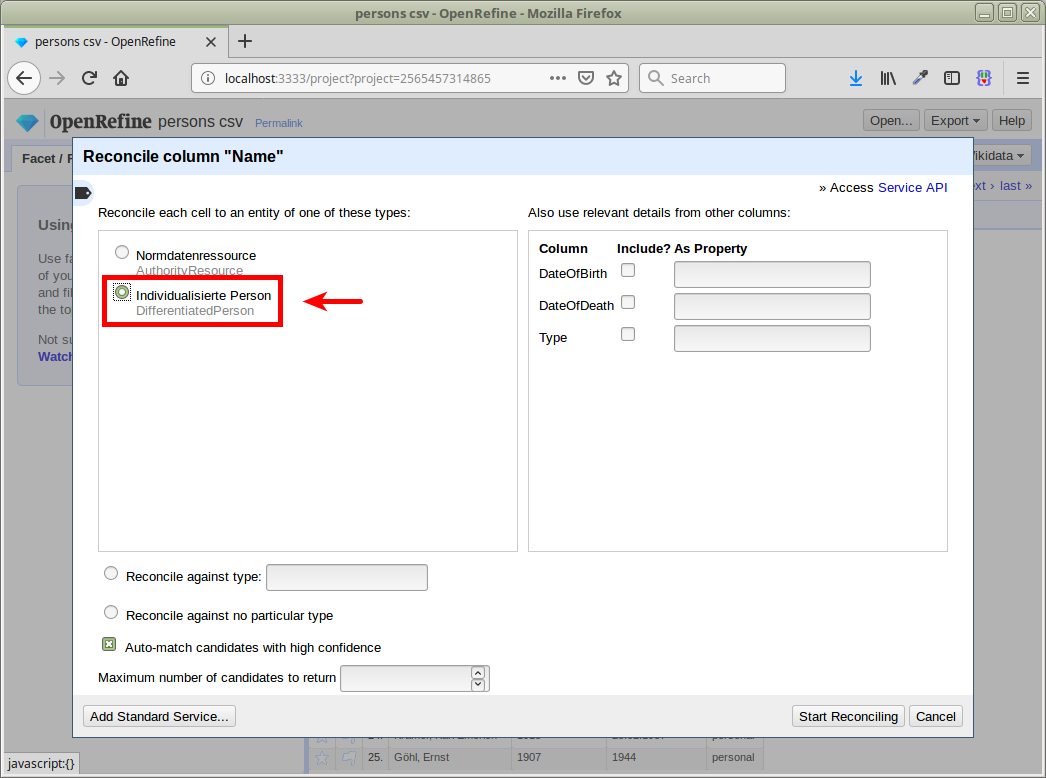 persons csv - OpenRefine - Mozilla Firefox
persons csv - OpenRefine
localhost:3333/project?project=2565457314865
Search
OpenRefine persons csv Permalink
Open... Export Help
Facet / F
ikidata
Reconcile column "Name"
ext › last »
» Access Service API
Reconcile each cell to an entity of one of these types:
Also use relevant details from other columns:
Using
Use fa
of you
and fil
the to
Not su
Watch
Normdatenressource
AuthorityResource
Individualisierte Person
DifferentiatedPerson
Column Include? As Property
DateOfBirth
DateOfDeath
Type
Reconcile against type:
Reconcile against no particular type
Auto-match candidates with high confidence
Maximum number of candidates to return
Add Standard Service...
Start Reconciling Cancel
25. Göhl, Ernst 1907 1944 personal
javascript:{}